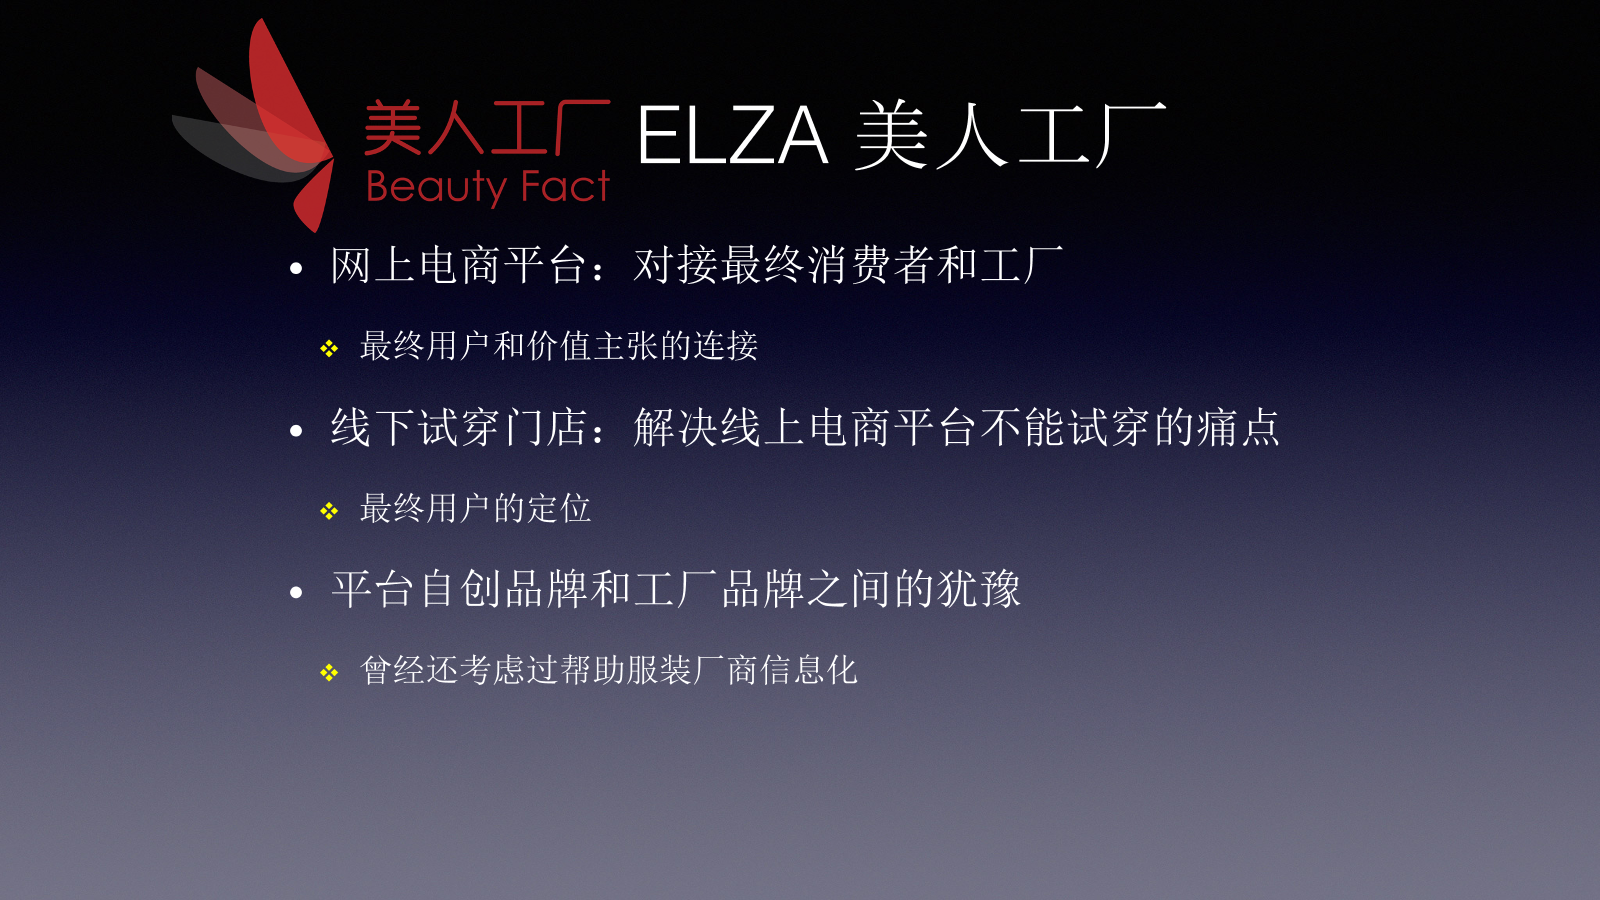 美人工厂
Beauty Fact
ELZA 美人工厂
• 网上电商平台：对接最终消费者和工厂
❖ 最终用户和价值主张的连接
• 线下试穿门店：解决线上电商平台不能试穿的痛点
❖ 最终用户的定位
• 平台自创品牌和工厂品牌之间的犹豫
❖ 曾经还考虑过帮助服装厂商信息化